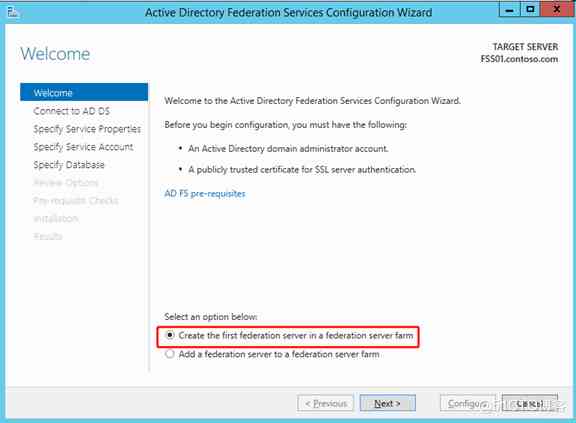 Active Directory Federation Services Configuration Wizard
Welcome
TARGET SERVER
FSS01.contoso.com
Welcome
Connect to AD DS
Specify Service Properties
Specify Service Account
Specify Database
Review Options
Pre-requisite Checks
Installation
Results
Welcome to the Active Directory Federation Services Configuration Wizard.
Before you begin configuration, you must have the following:
• An Active Directory domain administrator account.
• A publicly trusted certificate for SSL server authentication.
AD FS pre-requisites
Select an option below:
Create the first federation server in a federation server farm
Add a federation server to a federation server farm
< Previous
Next >
Configure
Cancel